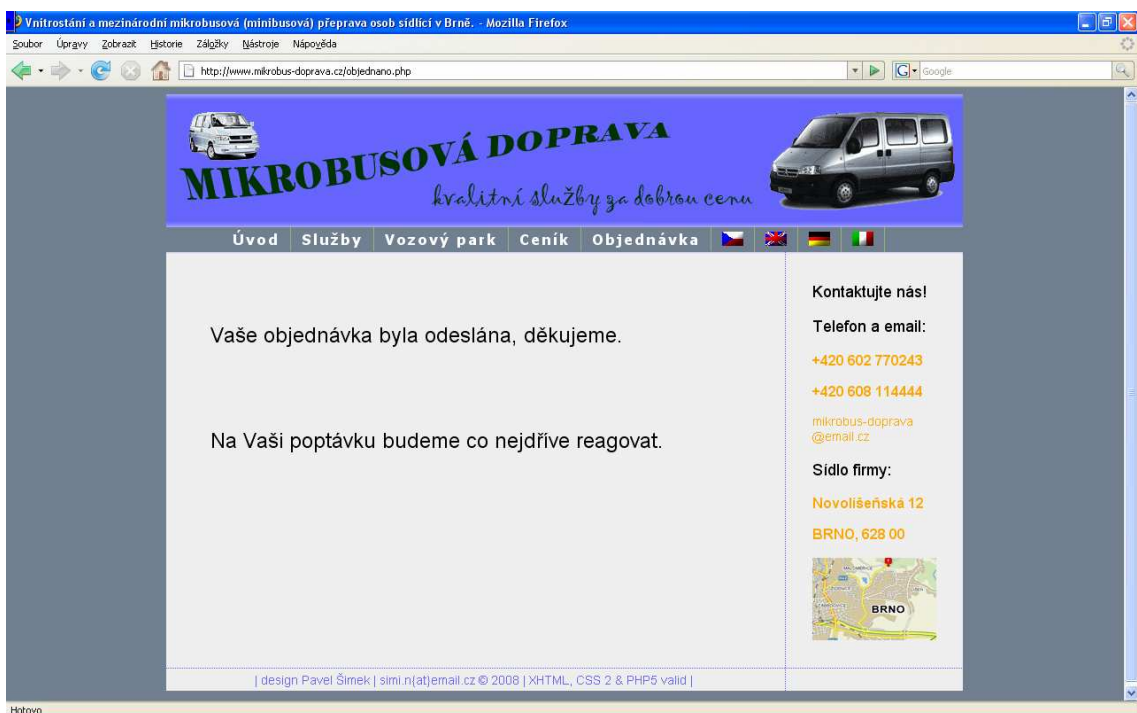 Vnitrostání a mezinárodní mikrobusová (minibusová) přeprava osob sídlící v Brně. - Mozilla Firefox
Soubor Úpravy Zobrazit Historie Záložky Nástroje Nápověda
http://www.mikrobus-doprava.cz/objednano.php
Google
MIKROBUSOVÁ DOPRAVA
kvalitní služby za dobrou cenu
Úvod Služby Vozový park Ceník Objednávka
Vaše objednávka byla odeslána, děkujeme.
Na Vaši poptávku budeme co nejdříve reagovat.
Kontaktujte nás!
Telefon a email:
+420 602 770243
+420 608 114444
mikrobus-doprava
@email.cz
Sídlo firmy:
Novolíšeňská 12
BRNO, 628 00
BRNO
| design Pavel Šimek | simi.n{at}email.cz © 2008 | XHTML, CSS 2 & PHP5 valid |
Hotovo